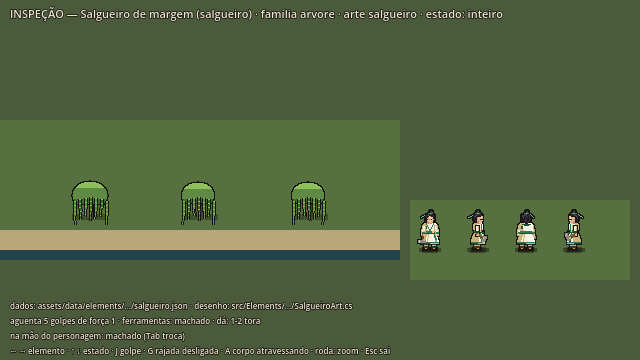 INSPEÇÃO — Salgueiro de margem (salgueiro) · família arvore · arte salgueiro · estado: inteiro
dados: assets/data/elements/.../salgueiro.json · desenho: src/Elements/.../SalgueiroArt.cs
aguenta 5 golpes de força 1 · ferramentas: machado · dá: 1-2 tora
na mão do personagem: machado (Tab troca)
←→ elemento · ↑↓ estado · J golpe · G rajada desligada · A corpo atravessando · roda: zoom · Esc sai